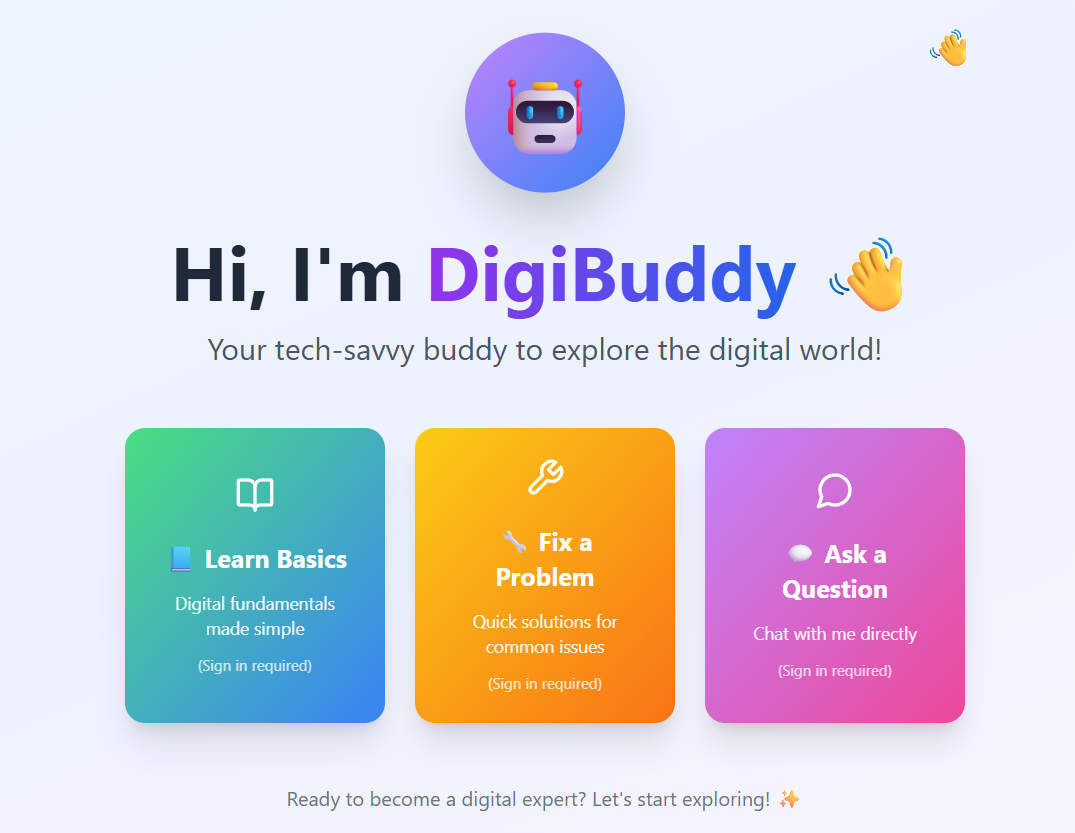 Hi, I'm DigiBuddy 👋
Your tech-savvy buddy to explore the digital world!
📘 Learn Basics
Digital fundamentals
made simple
(Sign in required)
🔧 Fix a
Problem
Quick solutions for
common issues
(Sign in required)
💬 Ask a
Question
Chat with me directly
(Sign in required)
Ready to become a digital expert? Let's start exploring! ✨